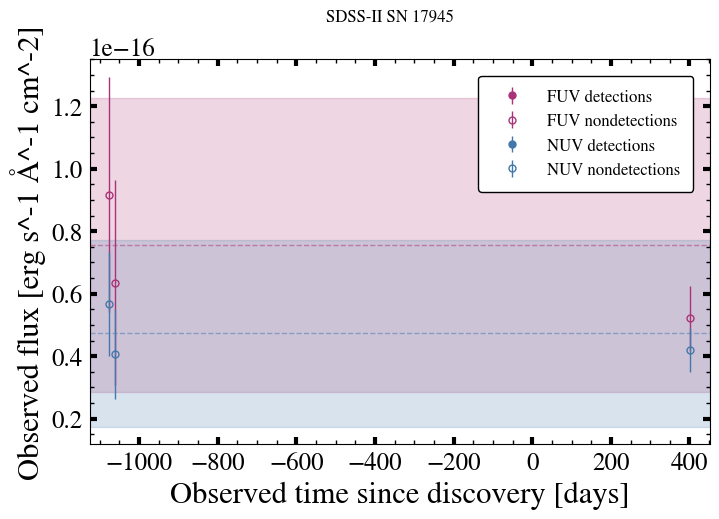 SDSS-II SN 17945
1e−16
Observed flux [erg s^-1 Å^-1 cm^-2]
1.2
1.0
0.8
0.6
0.4
0.2
FUV detections
FUV nondetections
NUV detections
NUV nondetections
−1000 −800 −600 −400 −200 0 200 400
Observed time since discovery [days]